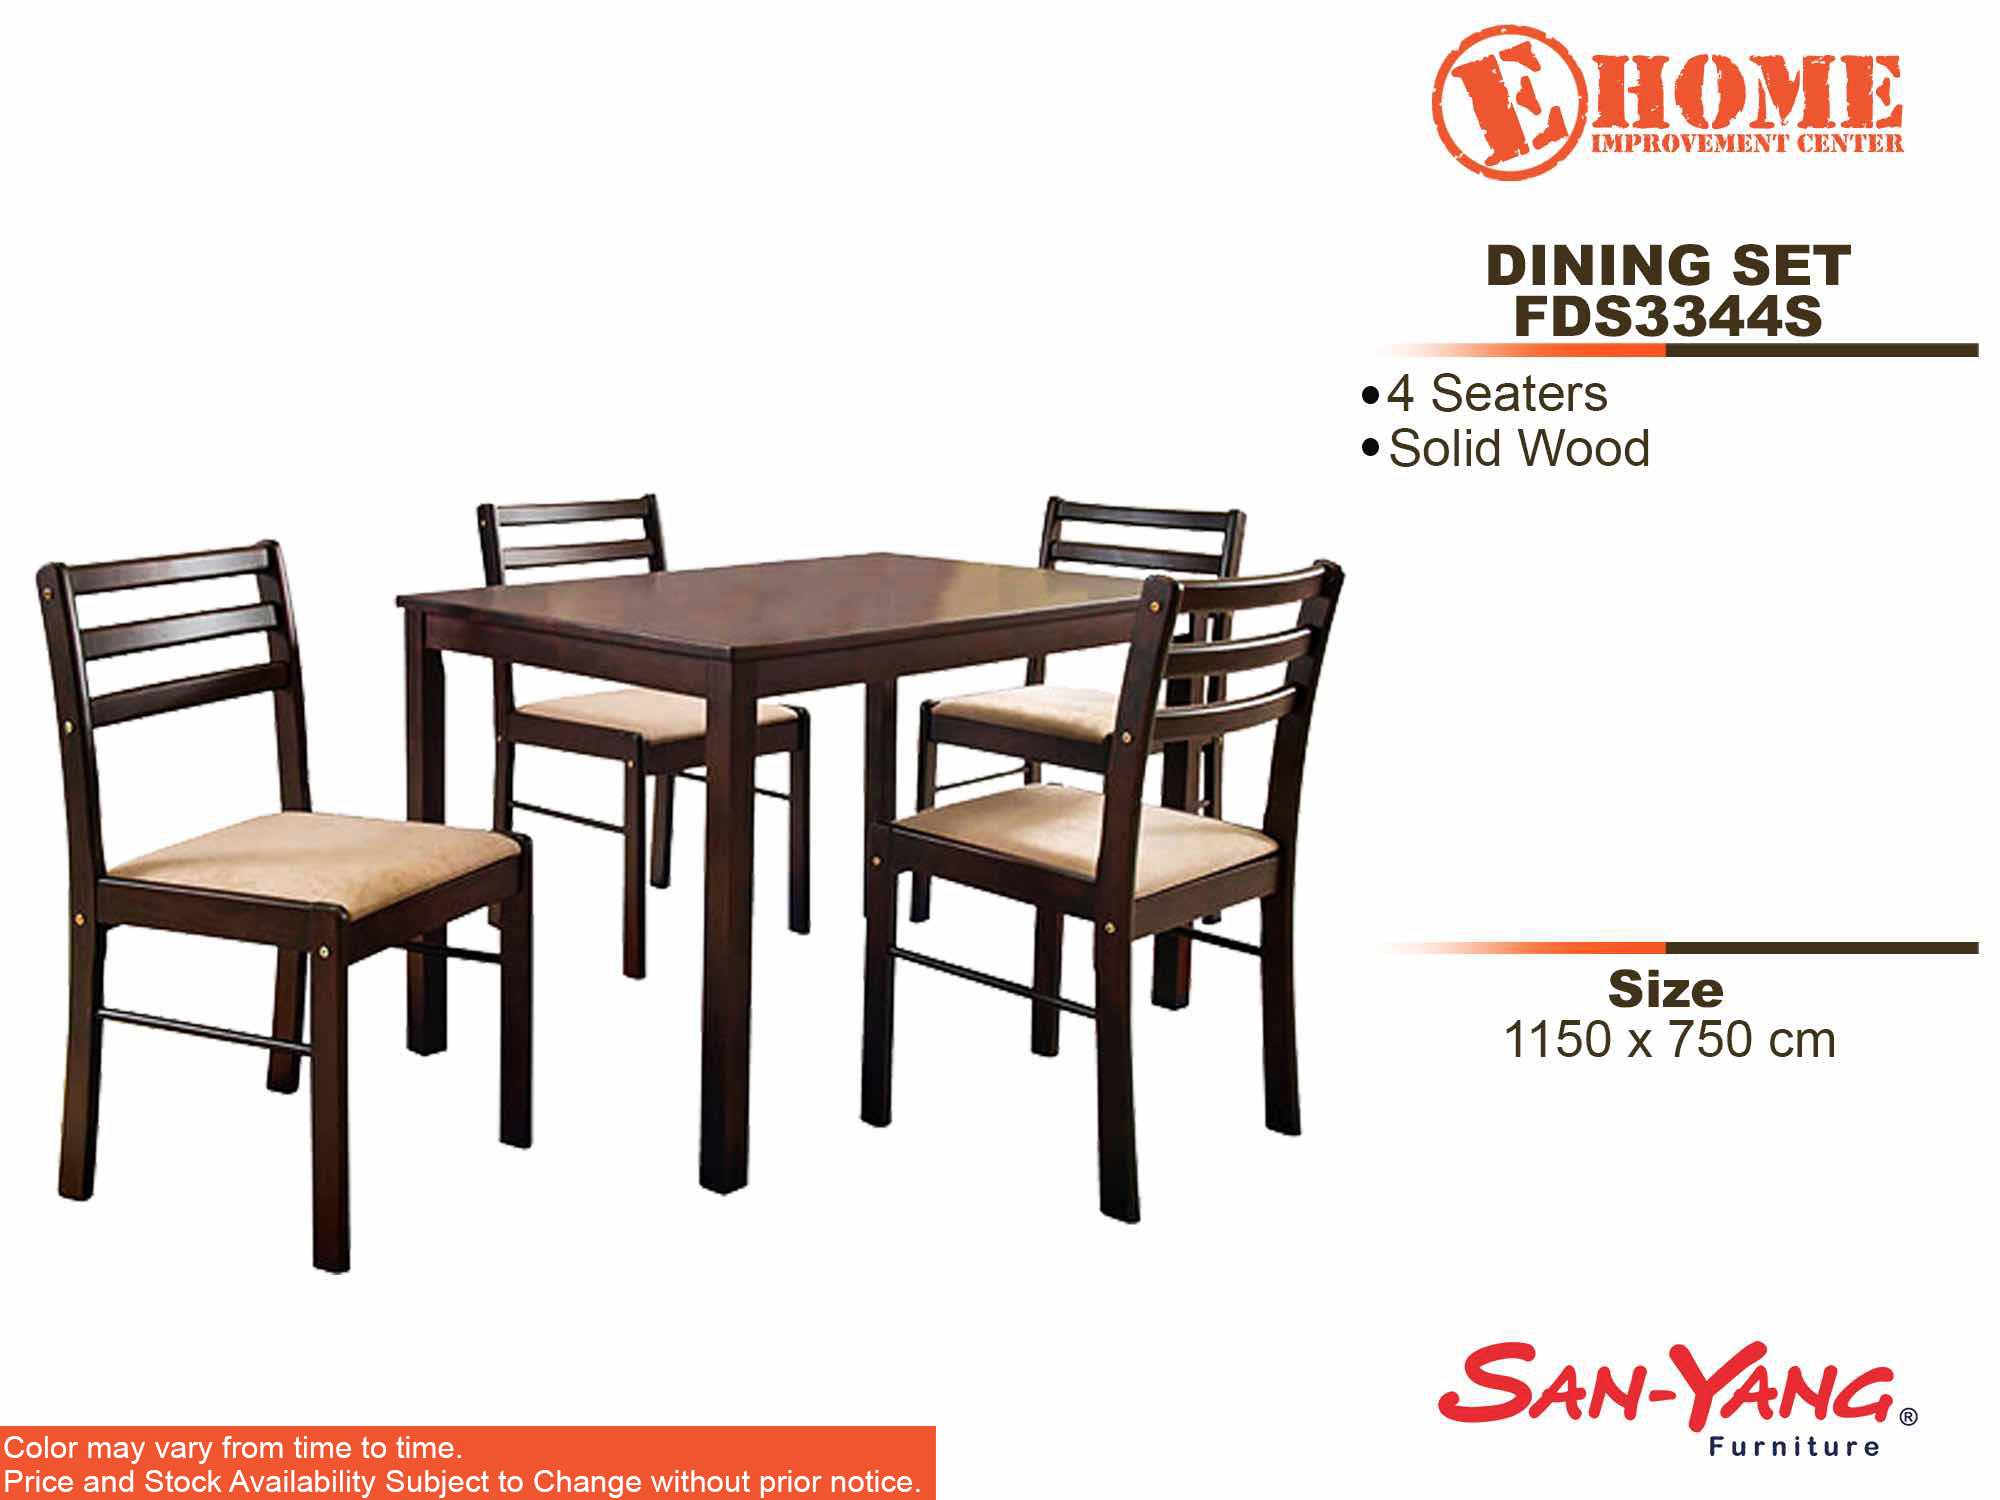 E HOME
IMPROVEMENT CENTER
DINING SET
FDS3344S
•4 Seaters
•Solid Wood
Size
1150 x 750 cm
SAN-YANG®
Furniture
Color may vary from time to time.
Price and Stock Availability Subject to Change without prior notice.